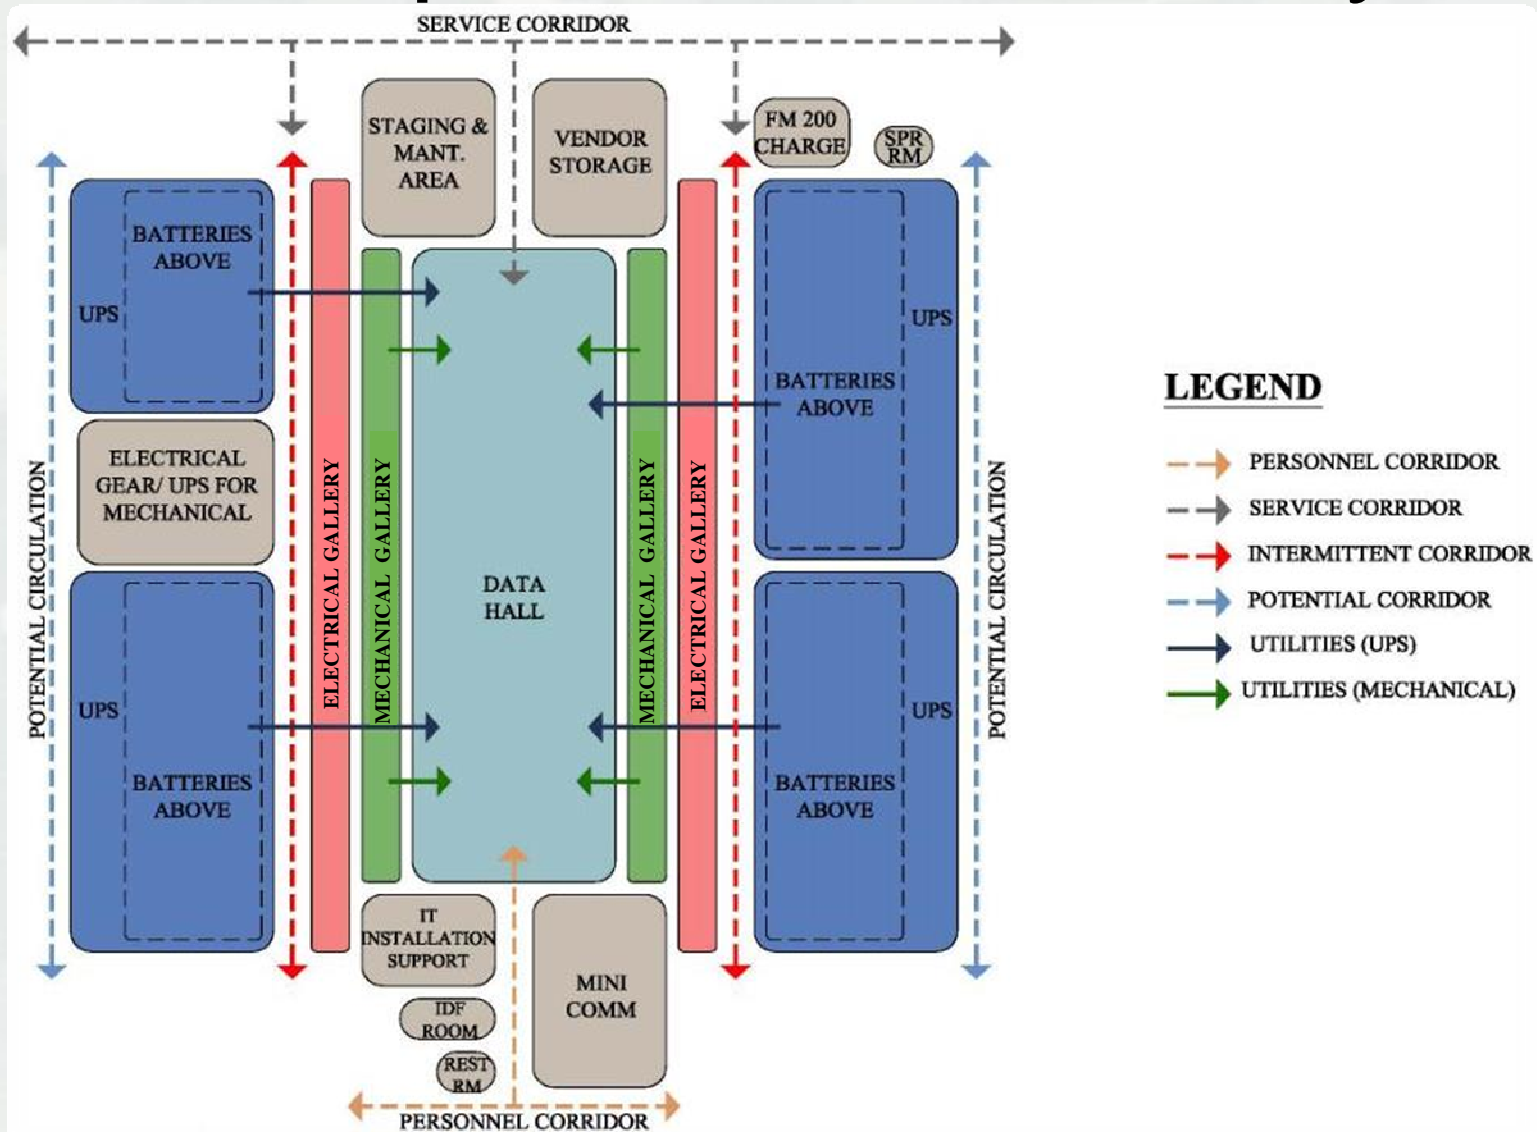 SERVICE CORRIDOR
STAGING &
MANT.
AREA
VENDOR
STORAGE
FM 200
CHARGE
SPR
RM
BATTERIES
ABOVE
UPS
ELECTRICAL
GEAR/ UPS FOR
MECHANICAL
UPS
BATTERIES
ABOVE
POTENTIAL CIRCULATION
ELECTRICAL GALLERY
MECHANICAL GALLERY
DATA
HALL
MECHANICAL GALLERY
ELECTRICAL GALLERY
UPS
BATTERIES
ABOVE
UPS
BATTERIES
ABOVE
POTENTIAL CIRCULATION
IT
INSTALLATION
SUPPORT
IDF
ROOM
REST
RM
MINI
COMM
PERSONNEL CORRIDOR
LEGEND
PERSONNEL CORRIDOR
SERVICE CORRIDOR
INTERMITTENT CORRIDOR
POTENTIAL CORRIDOR
UTILITIES (UPS)
UTILITIES (MECHANICAL)